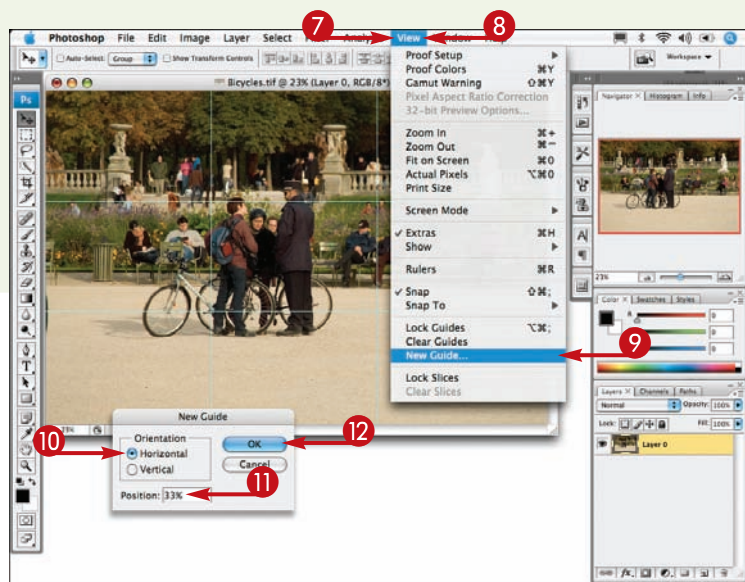 7
8
Photoshop File Edit Image Layer Select View Help
Auto-Select: Group Show Transform Controls
Workspace
Bicycles.tif @ 23% (Layer 0, RGB/8*)
Ps
Proof Setup
Proof Colors ⌘Y
Gamut Warning ⇧⌘Y
Pixel Aspect Ratio Correction
32-bit Preview Options...
Zoom In ⌘+
Zoom Out ⌘–
Fit on Screen ⌘0
Actual Pixels ⌥⌘0
Print Size
Screen Mode
✓ Extras ⌘H
Show
Rulers ⌘R
✓ Snap ⇧⌘;
Snap To
Lock Guides ⌥⌘;
Clear Guides
New Guide...
9
Lock Slices
Clear Slices
Navigator × Histogram Info
23%
Color × Swatches Styles
R 0
0
0
Layers × Channels Paths
Normal Opacity: 100%
Lock: Fill: 100%
Layer 0
New Guide
10
Orientation
Horizontal
Vertical
OK
12
Cancel
Position: 33%
11